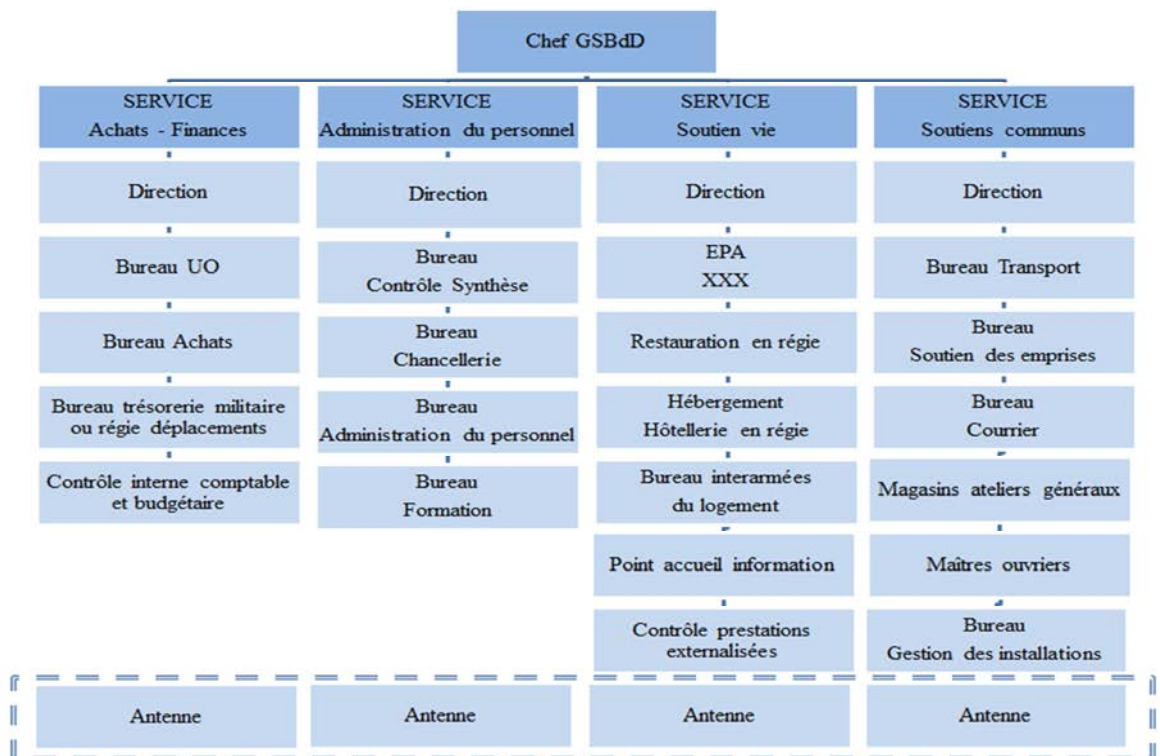 Chef GSBdD
SERVICE
Achats - Finances
Direction
Bureau UO
Bureau Achats
Bureau trésorerie militaire
ou régie déplacements
Contrôle interne comptable
et budgétaire
SERVICE
Administration du personnel
Direction
Bureau
Contrôle Synthèse
Bureau
Chancellerie
Bureau
Administration du personnel
Bureau
Formation
SERVICE
Soutien vie
Direction
EPA
XXX
Restauration en régie
Hébergement
Hôtellerie en régie
Bureau interarmées
du logement
Point accueil information
Contrôle prestations
externalisées
SERVICE
Soutiens communs
Direction
Bureau Transport
Bureau
Soutien des emprises
Bureau
Courrier
Magasins ateliers généraux
Maîtres ouvriers
Bureau
Gestion des installations
Antenne
Antenne
Antenne
Antenne